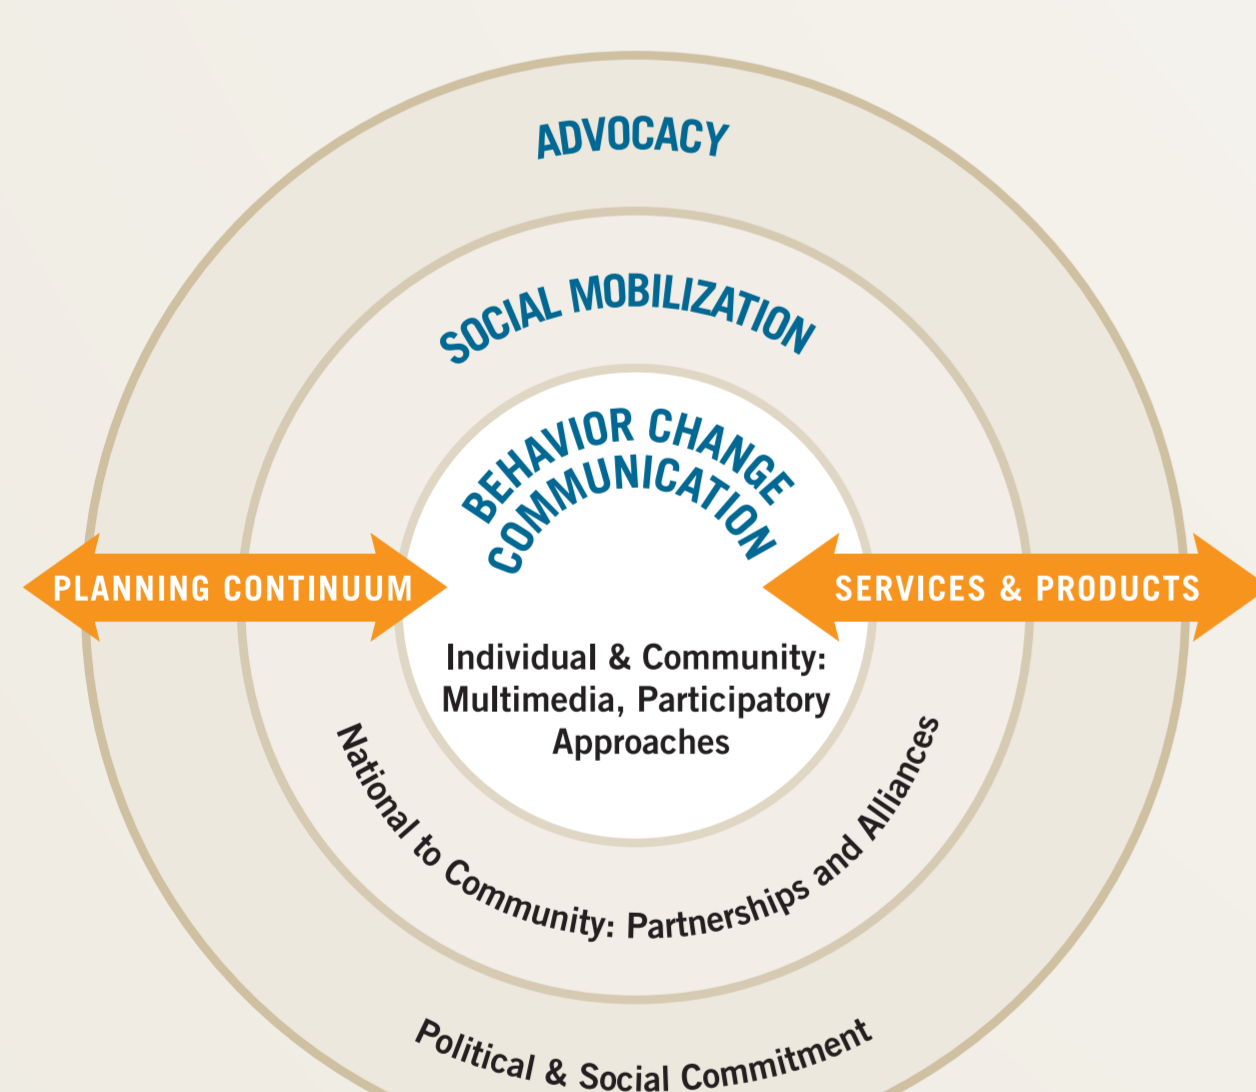 ADVOCACY
SOCIAL MOBILIZATION
BEHAVIOR CHANGE
COMMUNICATION
PLANNING CONTINUUM
SERVICES & PRODUCTS
Individual & Community:
Multimedia, Participatory
Approaches
National to Community: Partnerships and Alliances
Political & Social Commitment